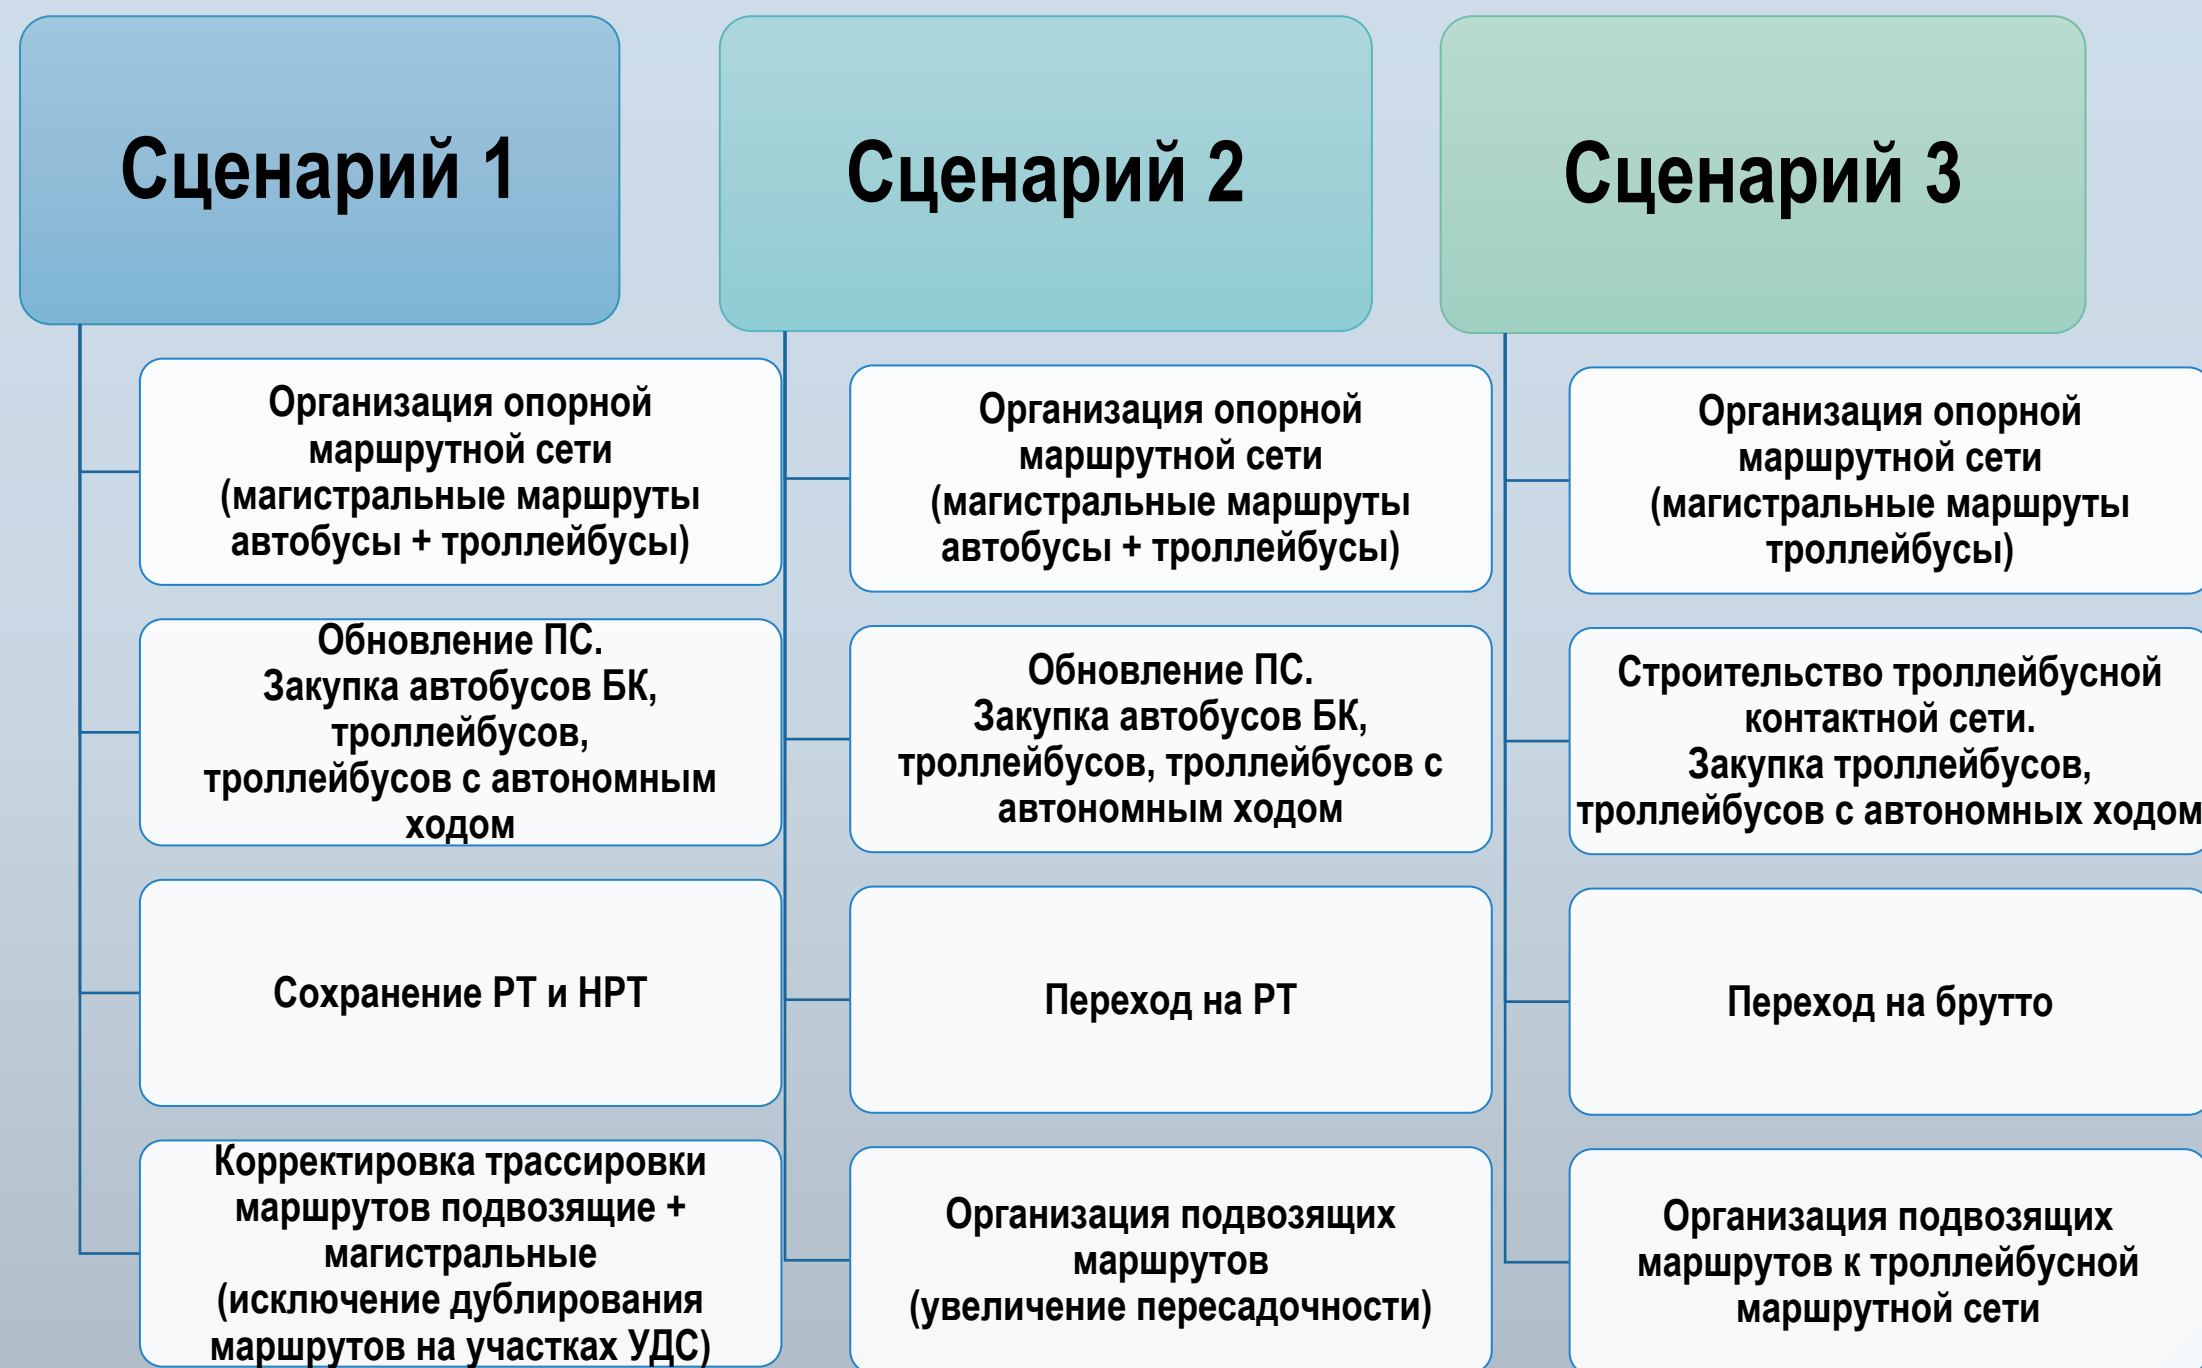 Сценарий 1
Организация опорной
маршрутной сети
(магистральные маршруты
автобусы + троллейбусы)
Обновление ПС.
Закупка автобусов БК,
троллейбусов,
троллейбусов с автономным
ходом
Сохранение РТ и НРТ
Корректировка трассировки
маршрутов подвозящие +
магистральные
(исключение дублирования
маршрутов на участках УДС)
Сценарий 2
Организация опорной
маршрутной сети
(магистральные маршруты
автобусы + троллейбусы)
Обновление ПС.
Закупка автобусов БК,
троллейбусов, троллейбусов с
автономным ходом
Переход на РТ
Организация подвозящих
маршрутов
(увеличение пересадочности)
Сценарий 3
Организация опорной
маршрутной сети
(магистральные маршруты
троллейбусы)
Строительство троллейбусной
контактной сети.
Закупка троллейбусов,
троллейбусов с автономных ходом
Переход на брутто
Организация подвозящих
маршрутов к троллейбусной
маршрутной сети